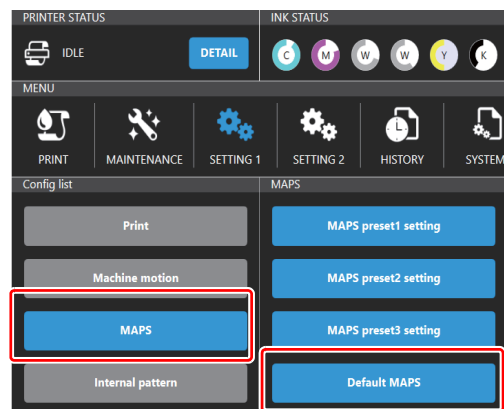 PRINTER STATUS
INK STATUS
IDLE
DETAIL
C M W W Y K
MENU
PRINT MAINTENANCE SETTING 1 SETTING 2 HISTORY SYSTEM
Config list
MAPS
Print
MAPS preset1 setting
Machine motion
MAPS preset2 setting
MAPS
MAPS preset3 setting
Internal pattern
Default MAPS